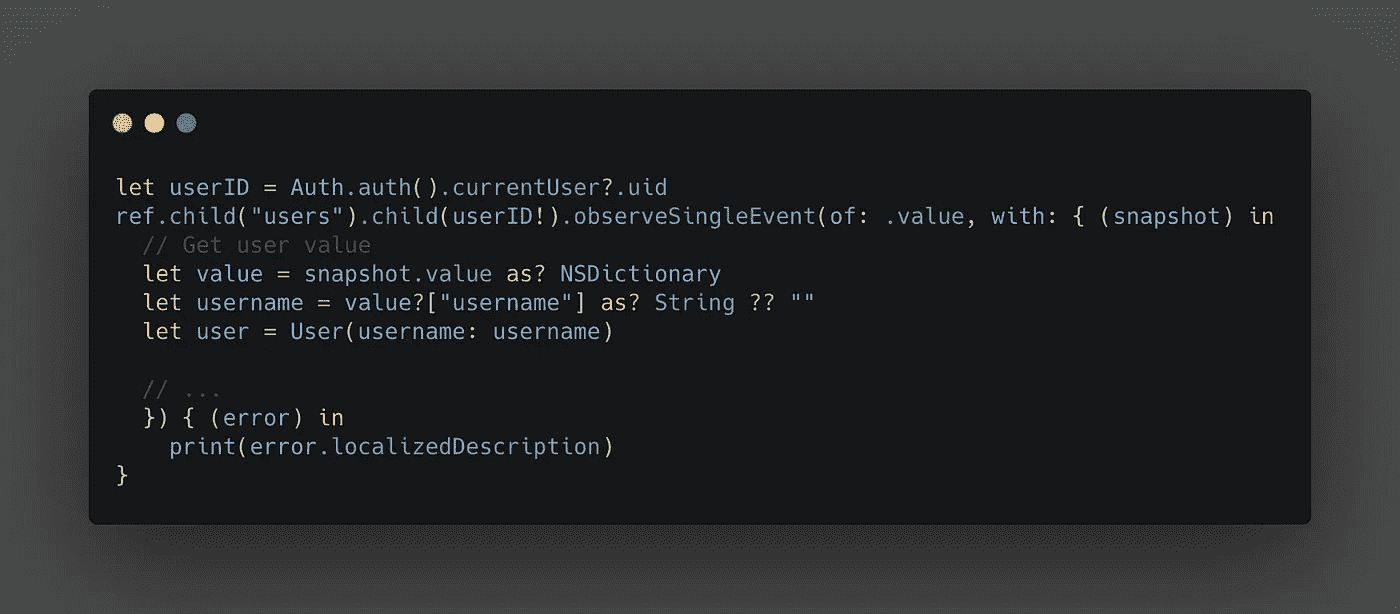 let userID = Auth.auth().currentUser?.uid
ref.child("users").child(userID!).observeSingleEvent(of: .value, with: { (snapshot) in
  // Get user value
  let value = snapshot.value as? NSDictionary
  let username = value?["username"] as? String ?? ""
  let user = User(username: username)

  // ...
  }) { (error) in
    print(error.localizedDescription)
}